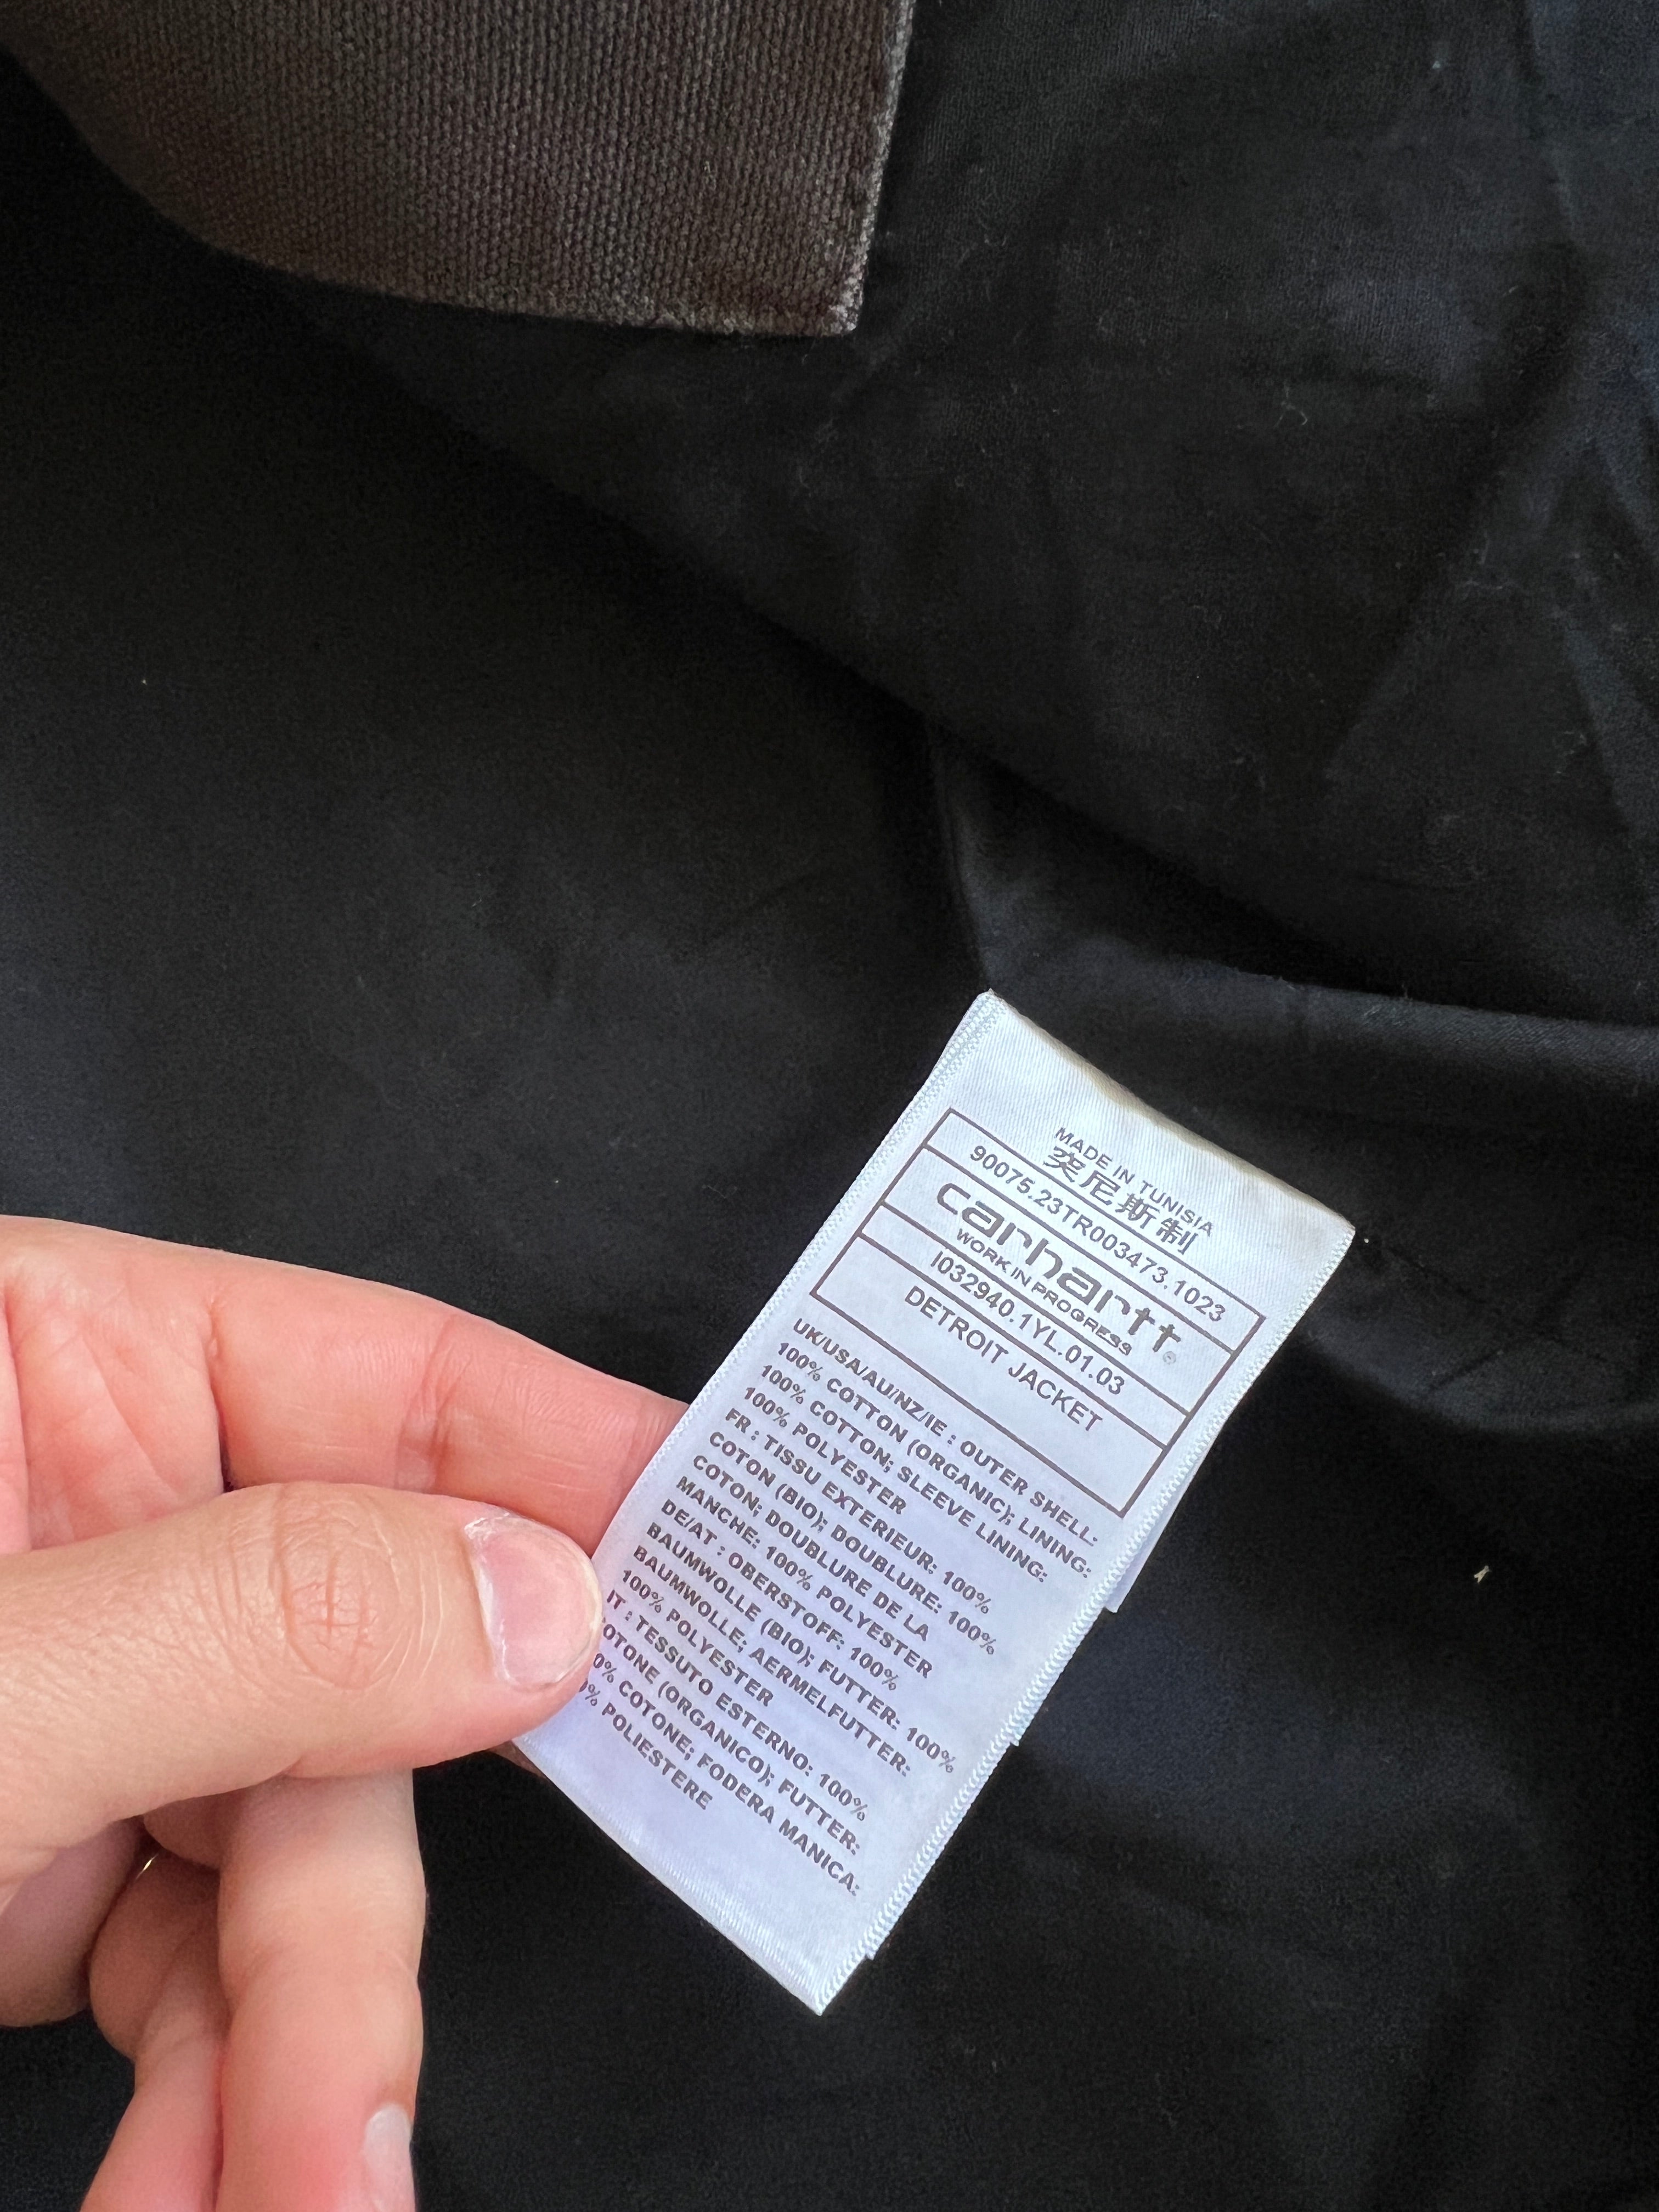 MADE IN TUNISIA
突尼斯制
90075.23TR003473.1023
carhartt®
WORK IN PROGRESS
I032940.1YL.01.03
DETROIT JACKET
UK/USA/AU/NZ/IE : OUTER SHELL:
100% COTTON (ORGANIC); LINING:
100% COTTON; SLEEVE LINING:
100% POLYESTER
FR : TISSU EXTERIEUR: 100%
COTON (BIO); DOUBLURE: 100%
COTON; DOUBLURE DE LA
MANCHE: 100% POLYESTER
DE/AT : OBERSTOFF: 100%
BAUMWOLLE (BIO); FUTTER: 100%
BAUMWOLLE; AERMELFUTTER:
100% POLYESTER
IT : TESSUTO ESTERNO: 100%
OTONE (ORGANICO); FUTTER:
0% COTONE; FODERA MANICA:
0% POLIESTERE